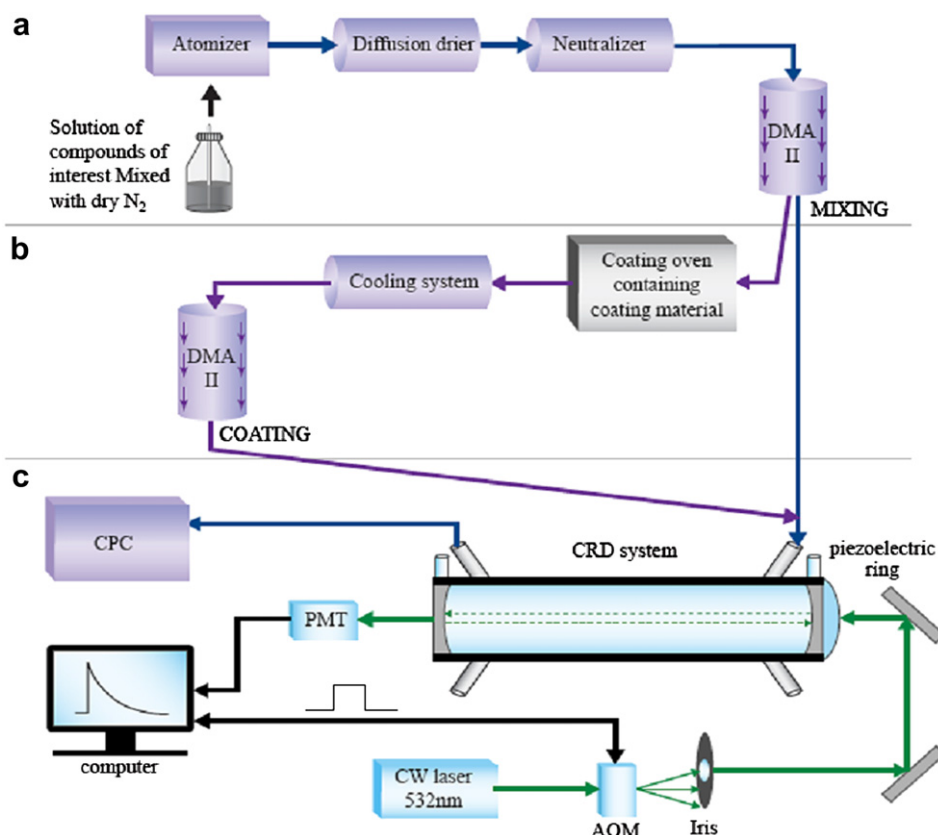 a
Atomizer
Diffusion drier
Neutralizer
Solution of
compounds of
interest Mixed
with dry N₂
DMA
II
MIXING
b
Coating oven
containing
coating material
Cooling system
DMA
II
COATING
c
CPC
CRD system
piezoelectric
ring
PMT
computer
CW laser
532nm
AOM
Iris